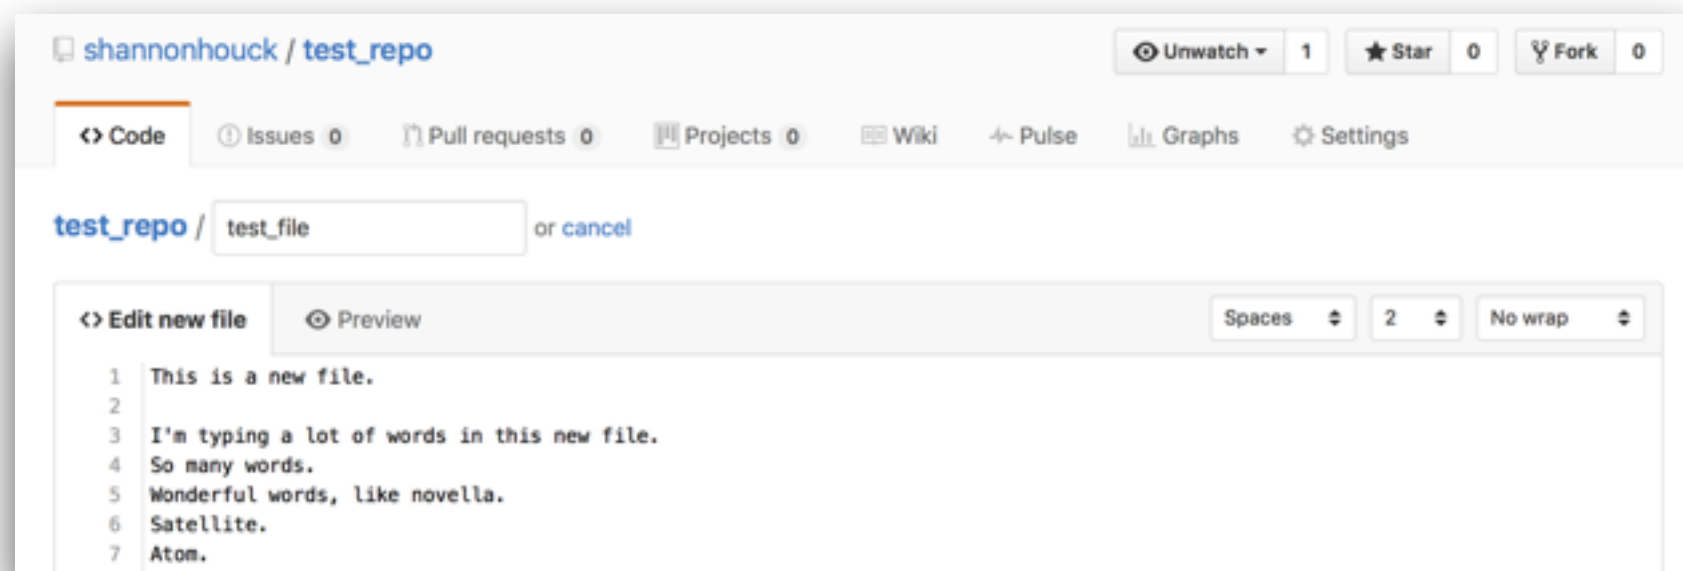 shannonhouck / test_repo Unwatch 1 Star 0 Fork 0
Code Issues 0 Pull requests 0 Projects 0 Wiki Pulse Graphs Settings
test_repo / test_file or cancel
<> Edit new file Preview Spaces 2 No wrap
1 This is a new file.
2
3 I'm typing a lot of words in this new file.
4 So many words.
5 Wonderful words, like novella.
6 Satellite.
7 Atom.